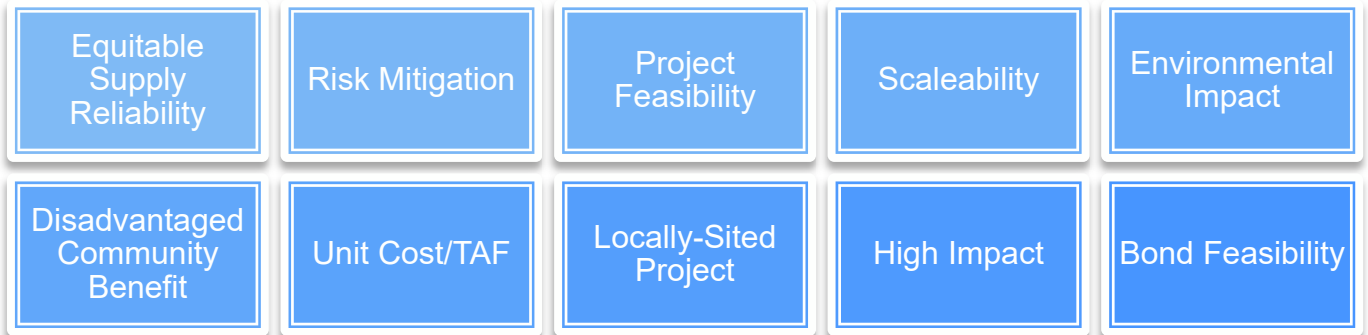 Equitable
Supply
Reliability
Risk Mitigation
Project
Feasibility
Scaleability
Environmental
Impact
Disadvantaged
Community
Benefit
Unit Cost/TAF
Locally-Sited
Project
High Impact
Bond Feasibility